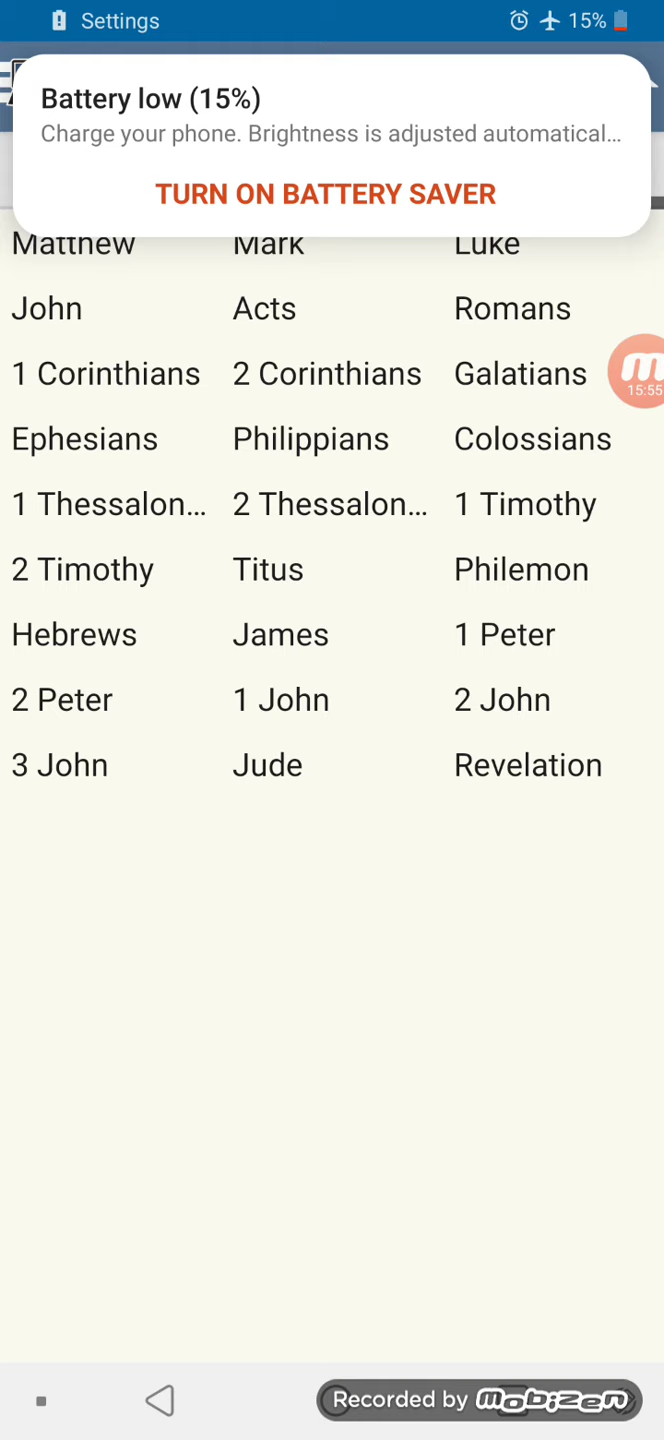 Settings 15%
Battery low (15%)
Charge your phone. Brightness is adjusted automatical...
TURN ON BATTERY SAVER
Matthew Mark Luke
John Acts Romans
1 Corinthians 2 Corinthians Galatians
15:55
Ephesians Philippians Colossians
1 Thessalon... 2 Thessalon... 1 Timothy
2 Timothy Titus Philemon
Hebrews James 1 Peter
2 Peter 1 John 2 John
3 John Jude Revelation
Recorded by mobizen